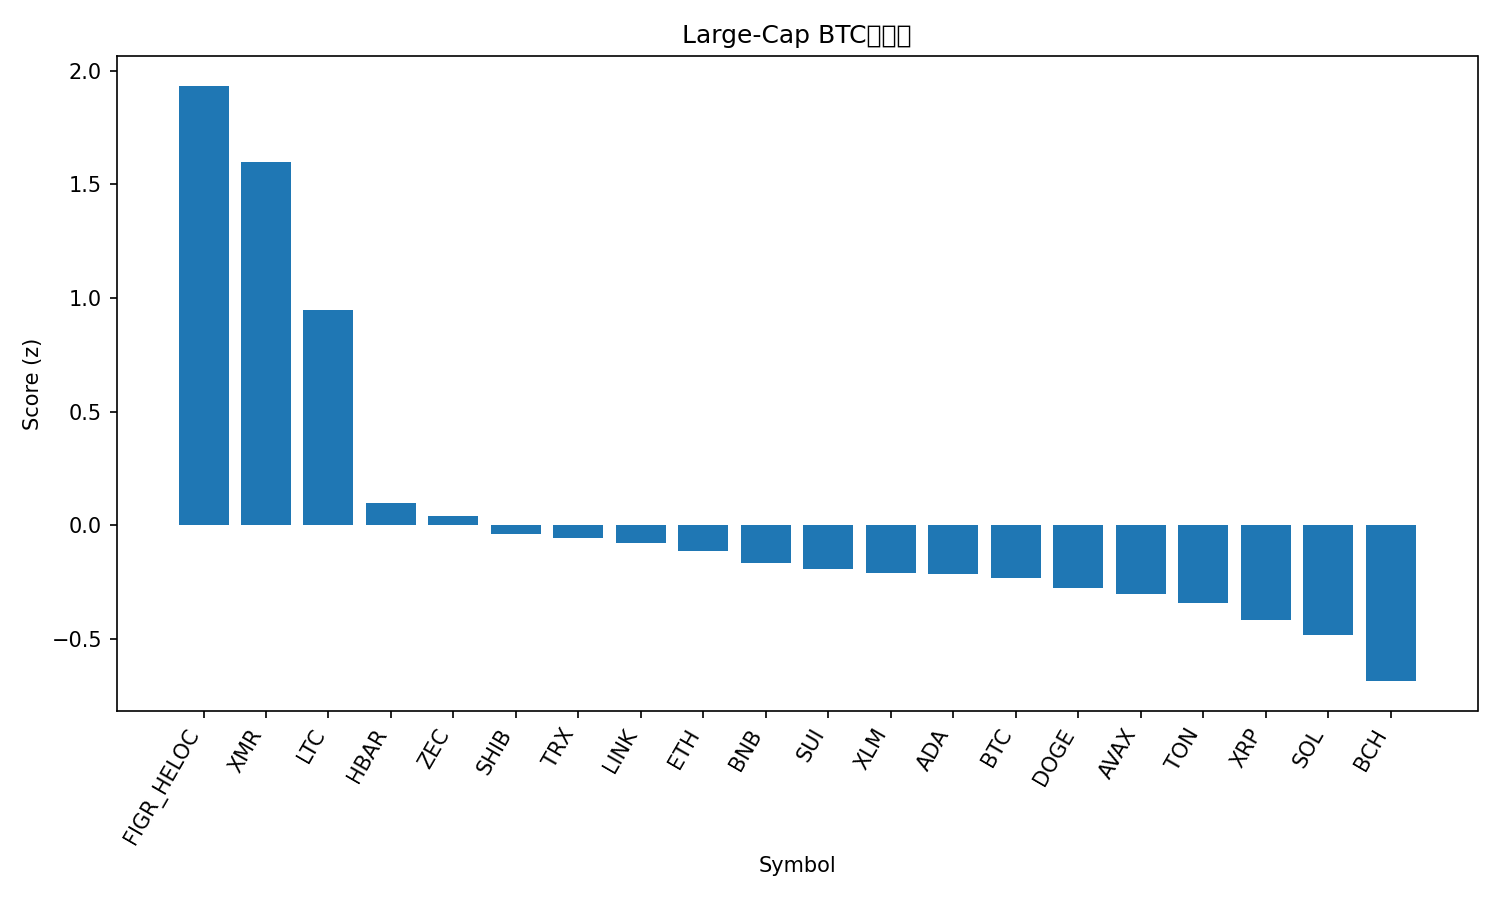 Large-Cap BTC
2.0
1.5
1.0
0.5
0.0
−0.5
Score (z)
FIGR_HELOC
XMR
LTC
HBAR
ZEC
SHIB
TRX
LINK
ETH
BNB
SUI
XLM
ADA
BTC
DOGE
AVAX
TON
XRP
SOL
BCH
Symbol